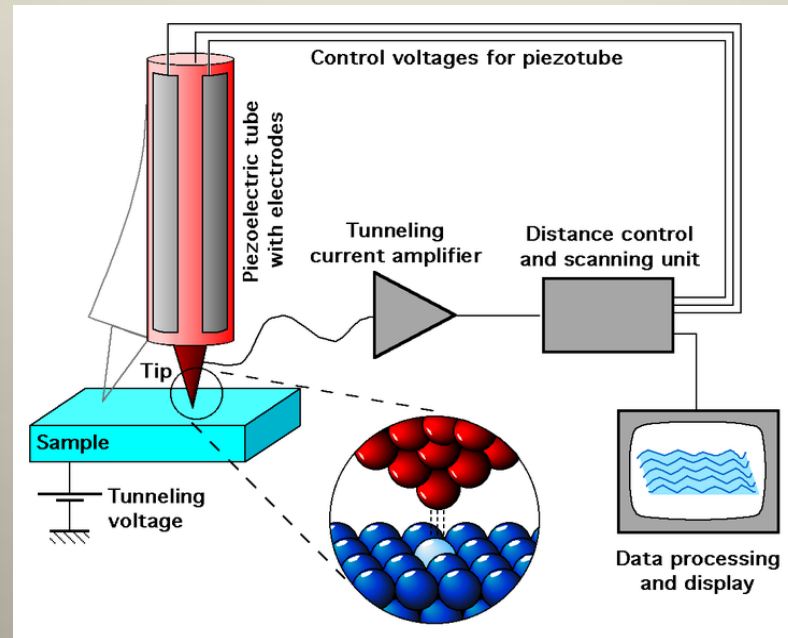 Control voltages for piezotube
Piezoelectric tube
with electrodes
Tunneling
current amplifier
Distance control
and scanning unit
Tip
Sample
Tunneling
voltage
Data processing
and display